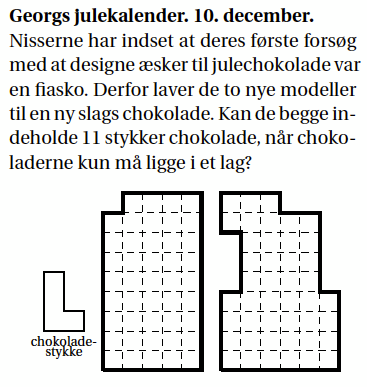 Georgs julekalender. 10. december.
Nisserne har indset at deres første forsøg
med at designe æsker til julechokolade var
en fiasko. Derfor laver de to nye modeller
til en ny slags chokolade. Kan de begge in-
deholde 11 stykker chokolade, når choko-
laderne kun må ligge i et lag?
chokolade-
stykke